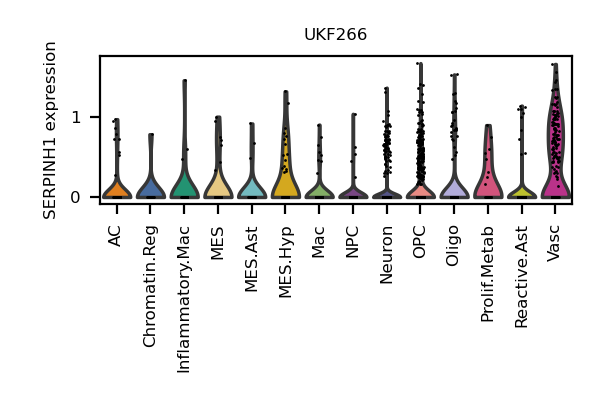 UKF266
SERPINH1 expression
1
0
AC
Chromatin.Reg
Inflammatory.Mac
MES
MES.Ast
MES.Hyp
Mac
NPC
Neuron
OPC
Oligo
Prolif.Metab
Reactive.Ast
Vasc